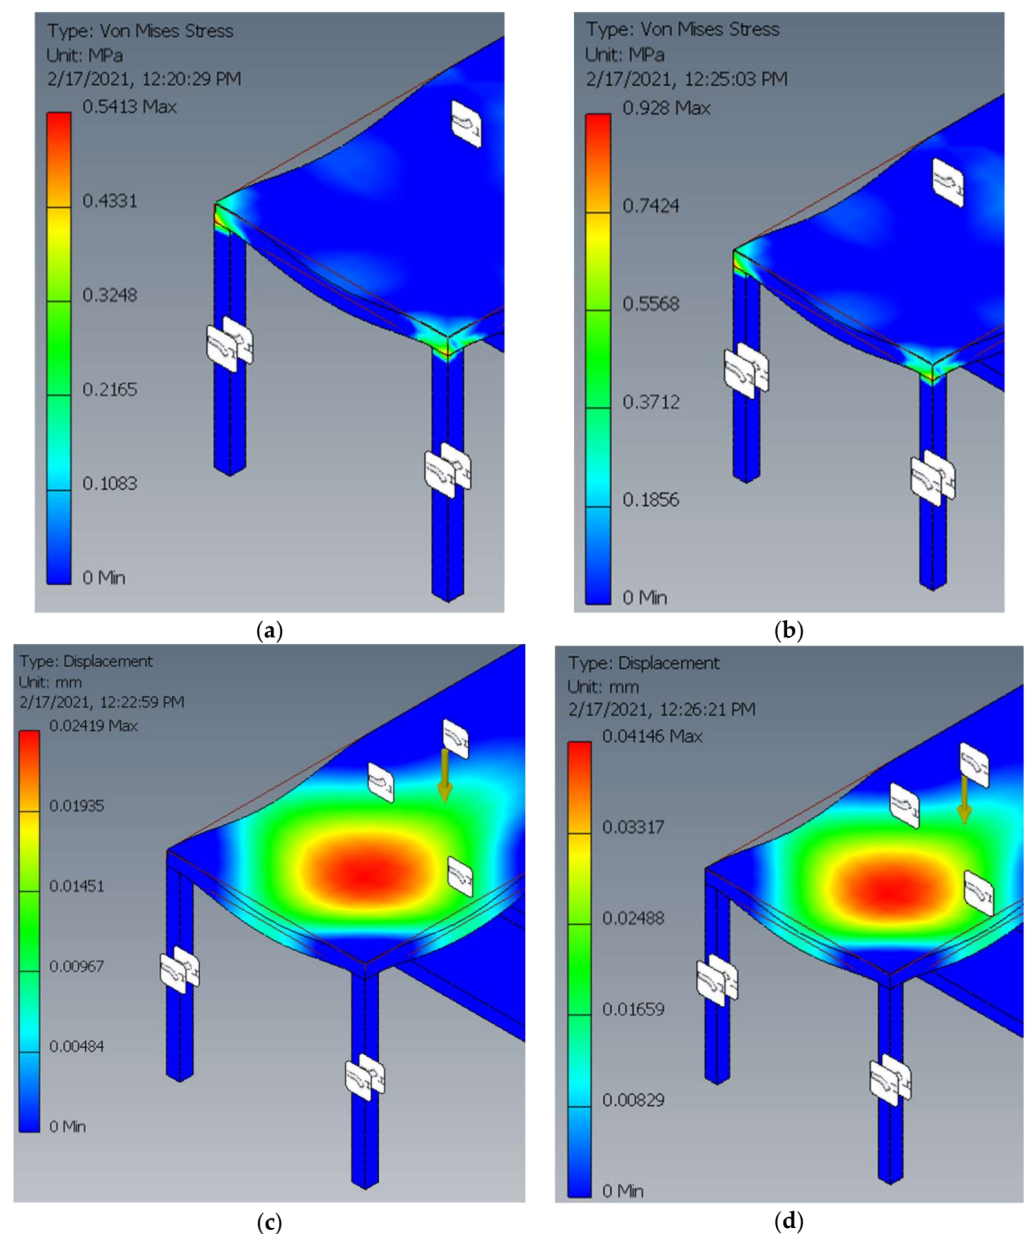 Type: Von Mises Stress
Unit: MPa
2/17/2021, 12:20:29 PM
0.5413 Max
0.4331
0.3248
0.2165
0.1083
0 Min
(a)
Type: Von Mises Stress
Unit: MPa
2/17/2021, 12:25:03 PM
0.928 Max
0.7424
0.5568
0.3712
0.1856
0 Min
(b)
Type: Displacement
Unit: mm
2/17/2021, 12:22:59 PM
0.02419 Max
0.01935
0.01451
0.00967
0.00484
0 Min
(c)
Type: Displacement
Unit: mm
2/17/2021, 12:26:21 PM
0.04146 Max
0.03317
0.02488
0.01659
0.00829
0 Min
(d)